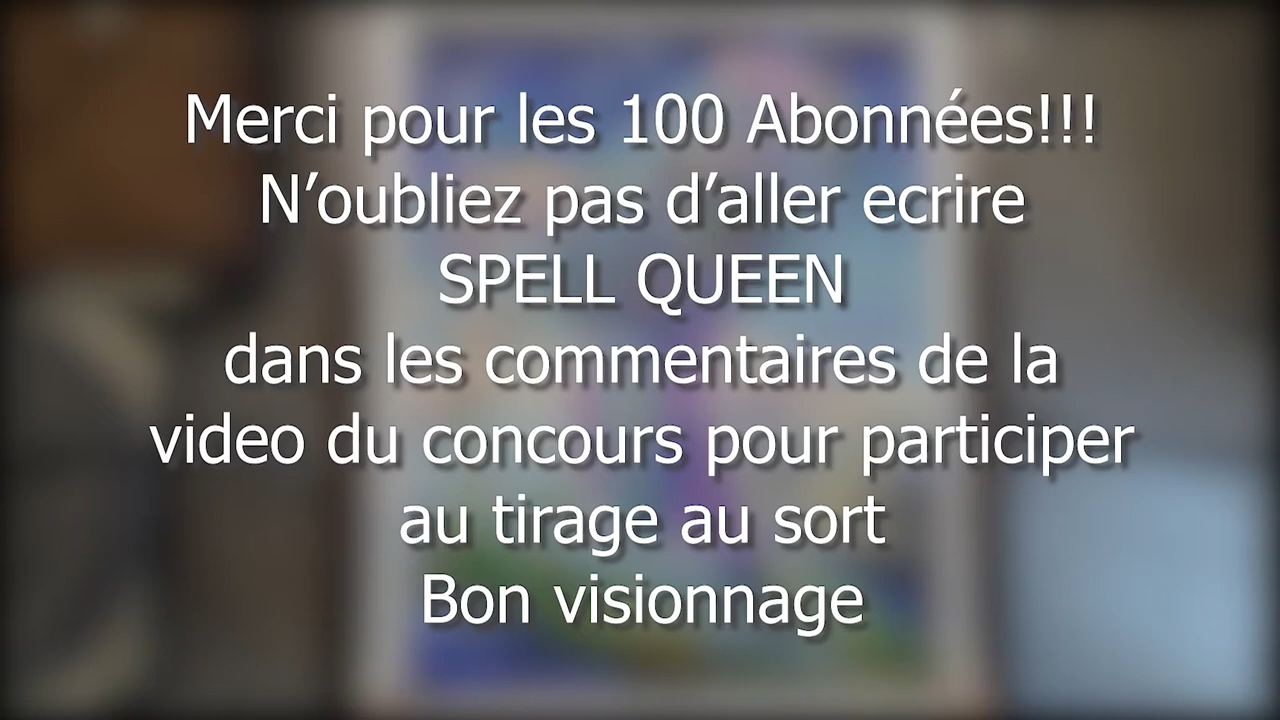 Merci pour les 100 Abonnées!!!
N’oubliez pas d’aller ecrire
SPELL QUEEN
dans les commentaires de la
video du concours pour participer
au tirage au sort
Bon visionnage